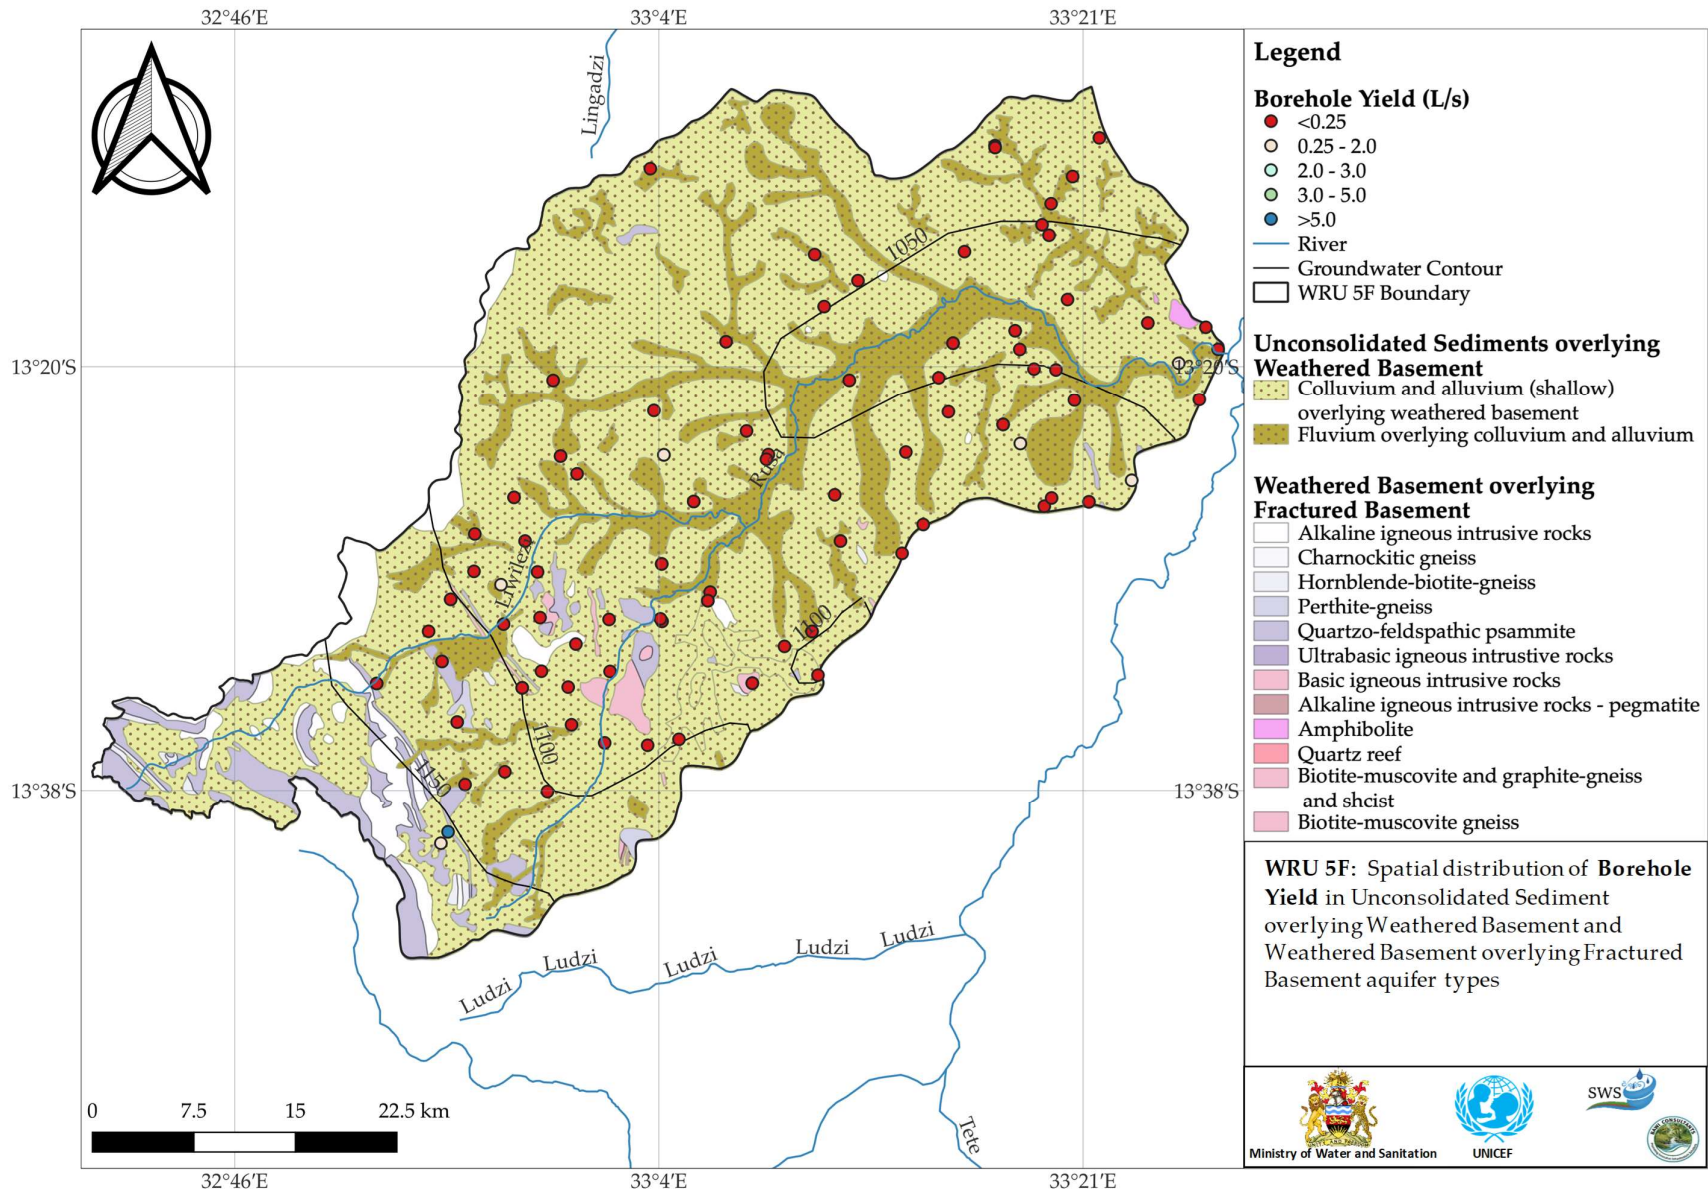 32°46'E
33°4'E
33°21'E
Lingadzi
1050
13°20'S
13°20'S
Rusa
Liwilezi
1100
1100
1150
13°38'S
13°38'S
Ludzi
Ludzi
Ludzi
Ludzi
Ludzi
Tete
0 7.5 15 22.5 km
32°46'E
33°4'E
33°21'E
Legend
Borehole Yield (L/s)
<0.25
0.25 - 2.0
2.0 - 3.0
3.0 - 5.0
>5.0
River
Groundwater Contour
WRU 5F Boundary
Unconsolidated Sediments overlying
Weathered Basement
Colluvium and alluvium (shallow)
overlying weathered basement
Fluvium overlying colluvium and alluvium
Weathered Basement overlying
Fractured Basement
Alkaline igneous intrusive rocks
Charnockitic gneiss
Hornblende-biotite-gneiss
Perthite-gneiss
Quartzo-feldspathic psammite
Ultrabasic igneous intrustive rocks
Basic igneous intrusive rocks
Alkaline igneous intrusive rocks - pegmatite
Amphibolite
Quartz reef
Biotite-muscovite and graphite-gneiss
and shcist
Biotite-muscovite gneiss
WRU 5F: Spatial distribution of Borehole
Yield in Unconsolidated Sediment
overlying Weathered Basement and
Weathered Basement overlying Fractured
Basement aquifer types
Ministry of Water and Sanitation
UNICEF
SWS